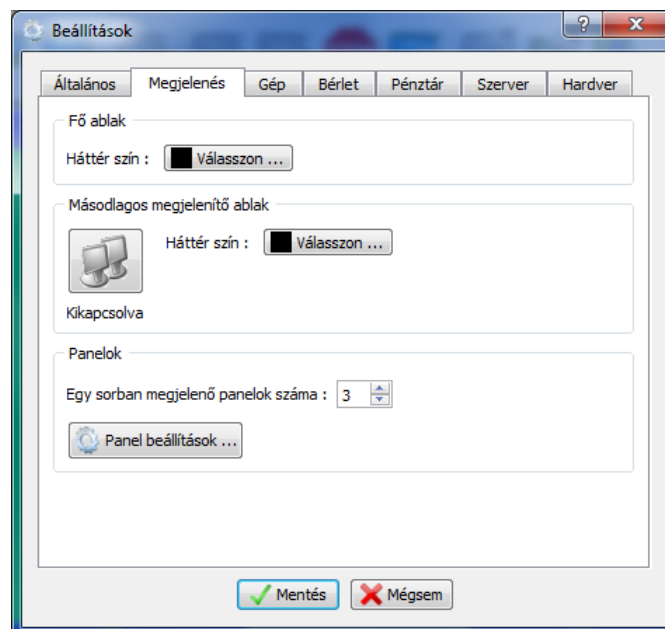 Beállítások
Általános Megjelenés Gép Bérlet Pénztár Szerver Hardver
Fő ablak
Háttér szín : Válasszon ...
Másodlagos megjelenítő ablak
Háttér szín : Válasszon ...
Kikapcsolva
Panelok
Egy sorban megjelenő panelok száma : 3
Panel beállítások ...
Mentés Mégsem